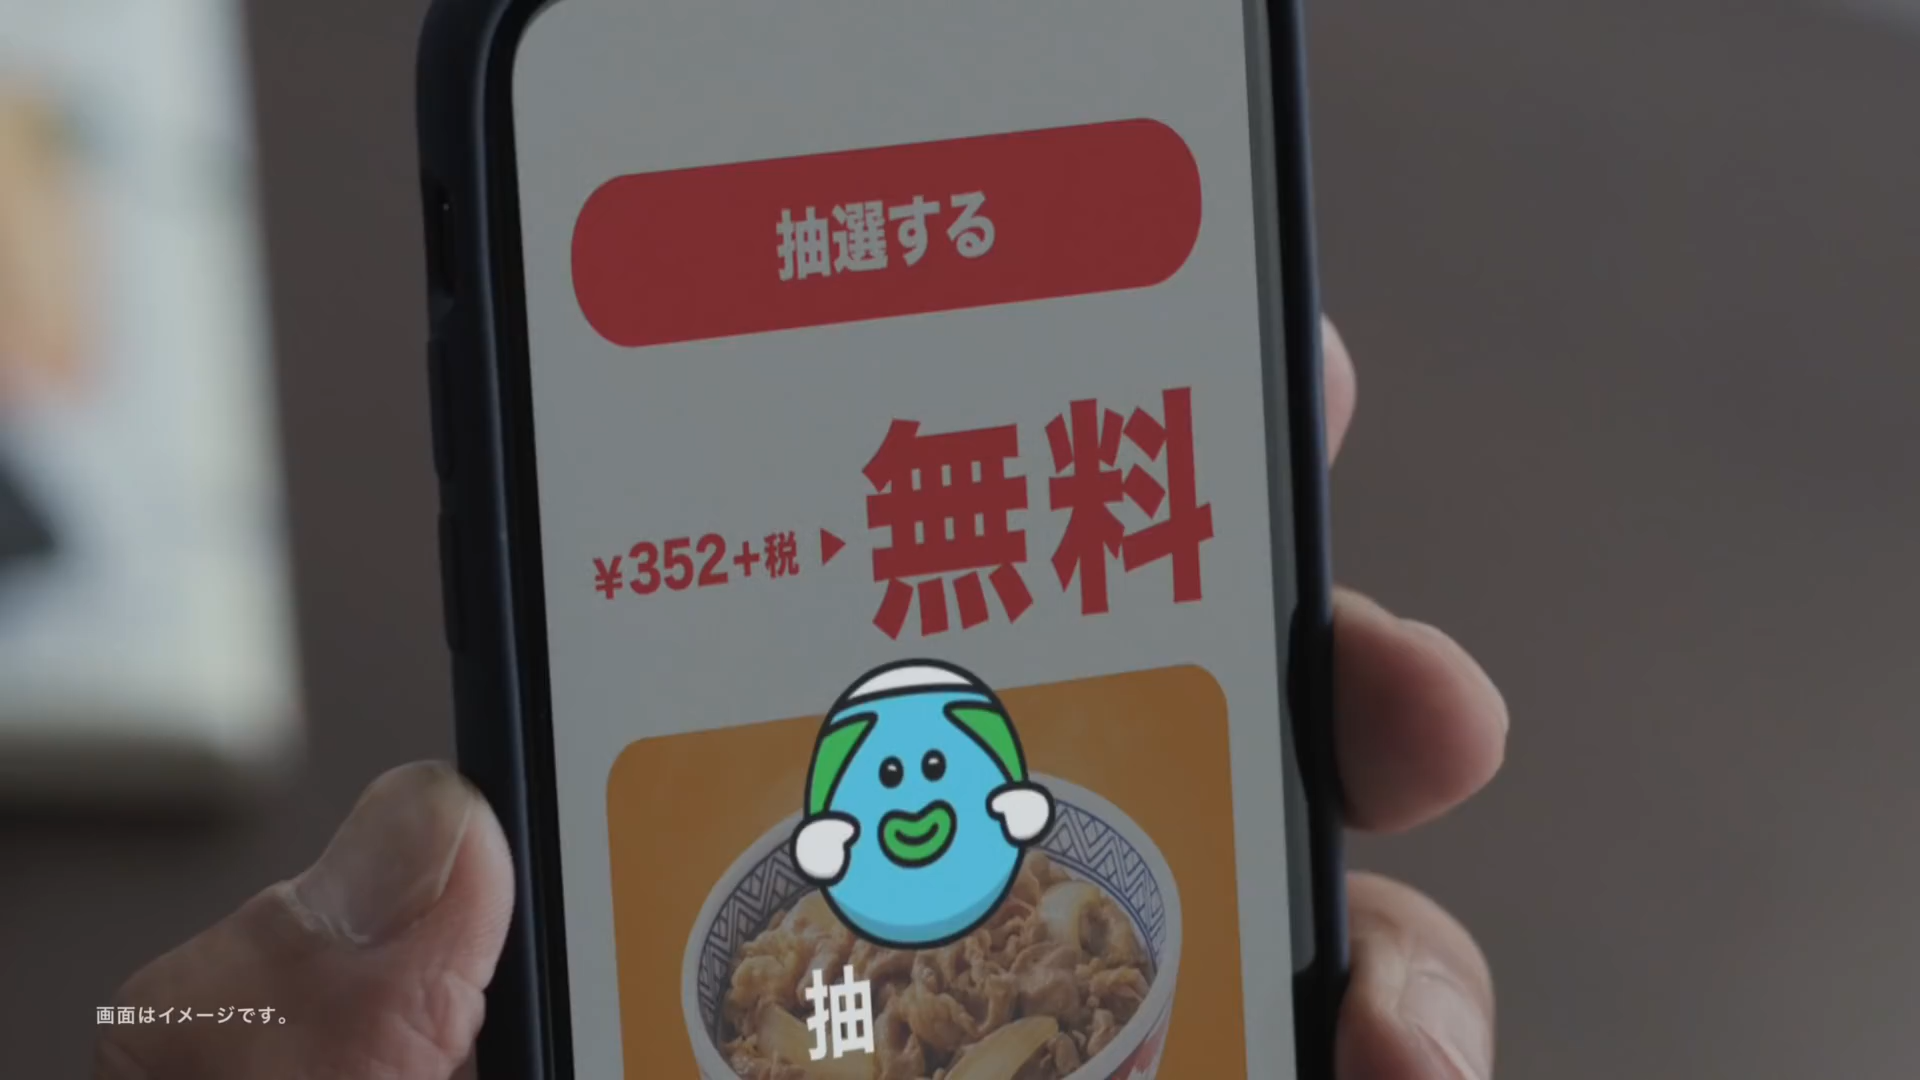 抽選する
¥352+税 ▶ 無料
抽
画面はイメージです。